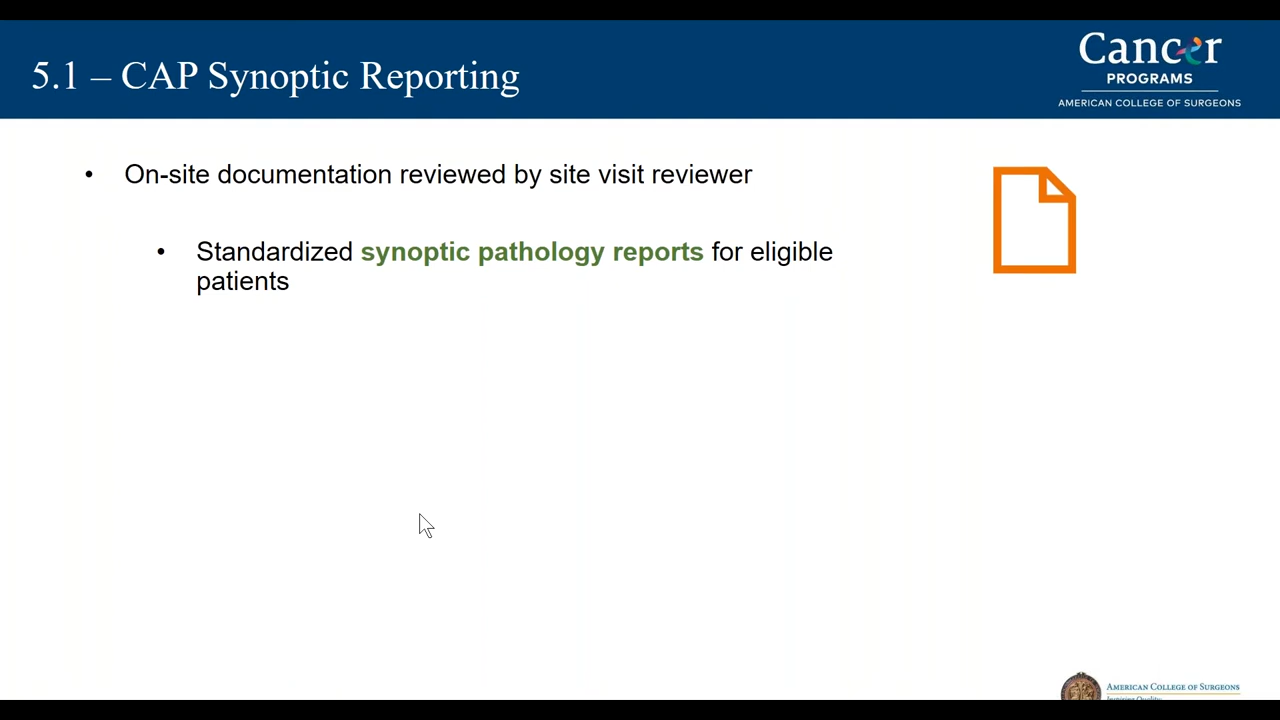 5.1 – CAP Synoptic Reporting
Cancer
PROGRAMS
AMERICAN COLLEGE OF SURGEONS
• On-site documentation reviewed by site visit reviewer
• Standardized synoptic pathology reports for eligible
patients
AMERICAN COLLEGE OF SURGEONS